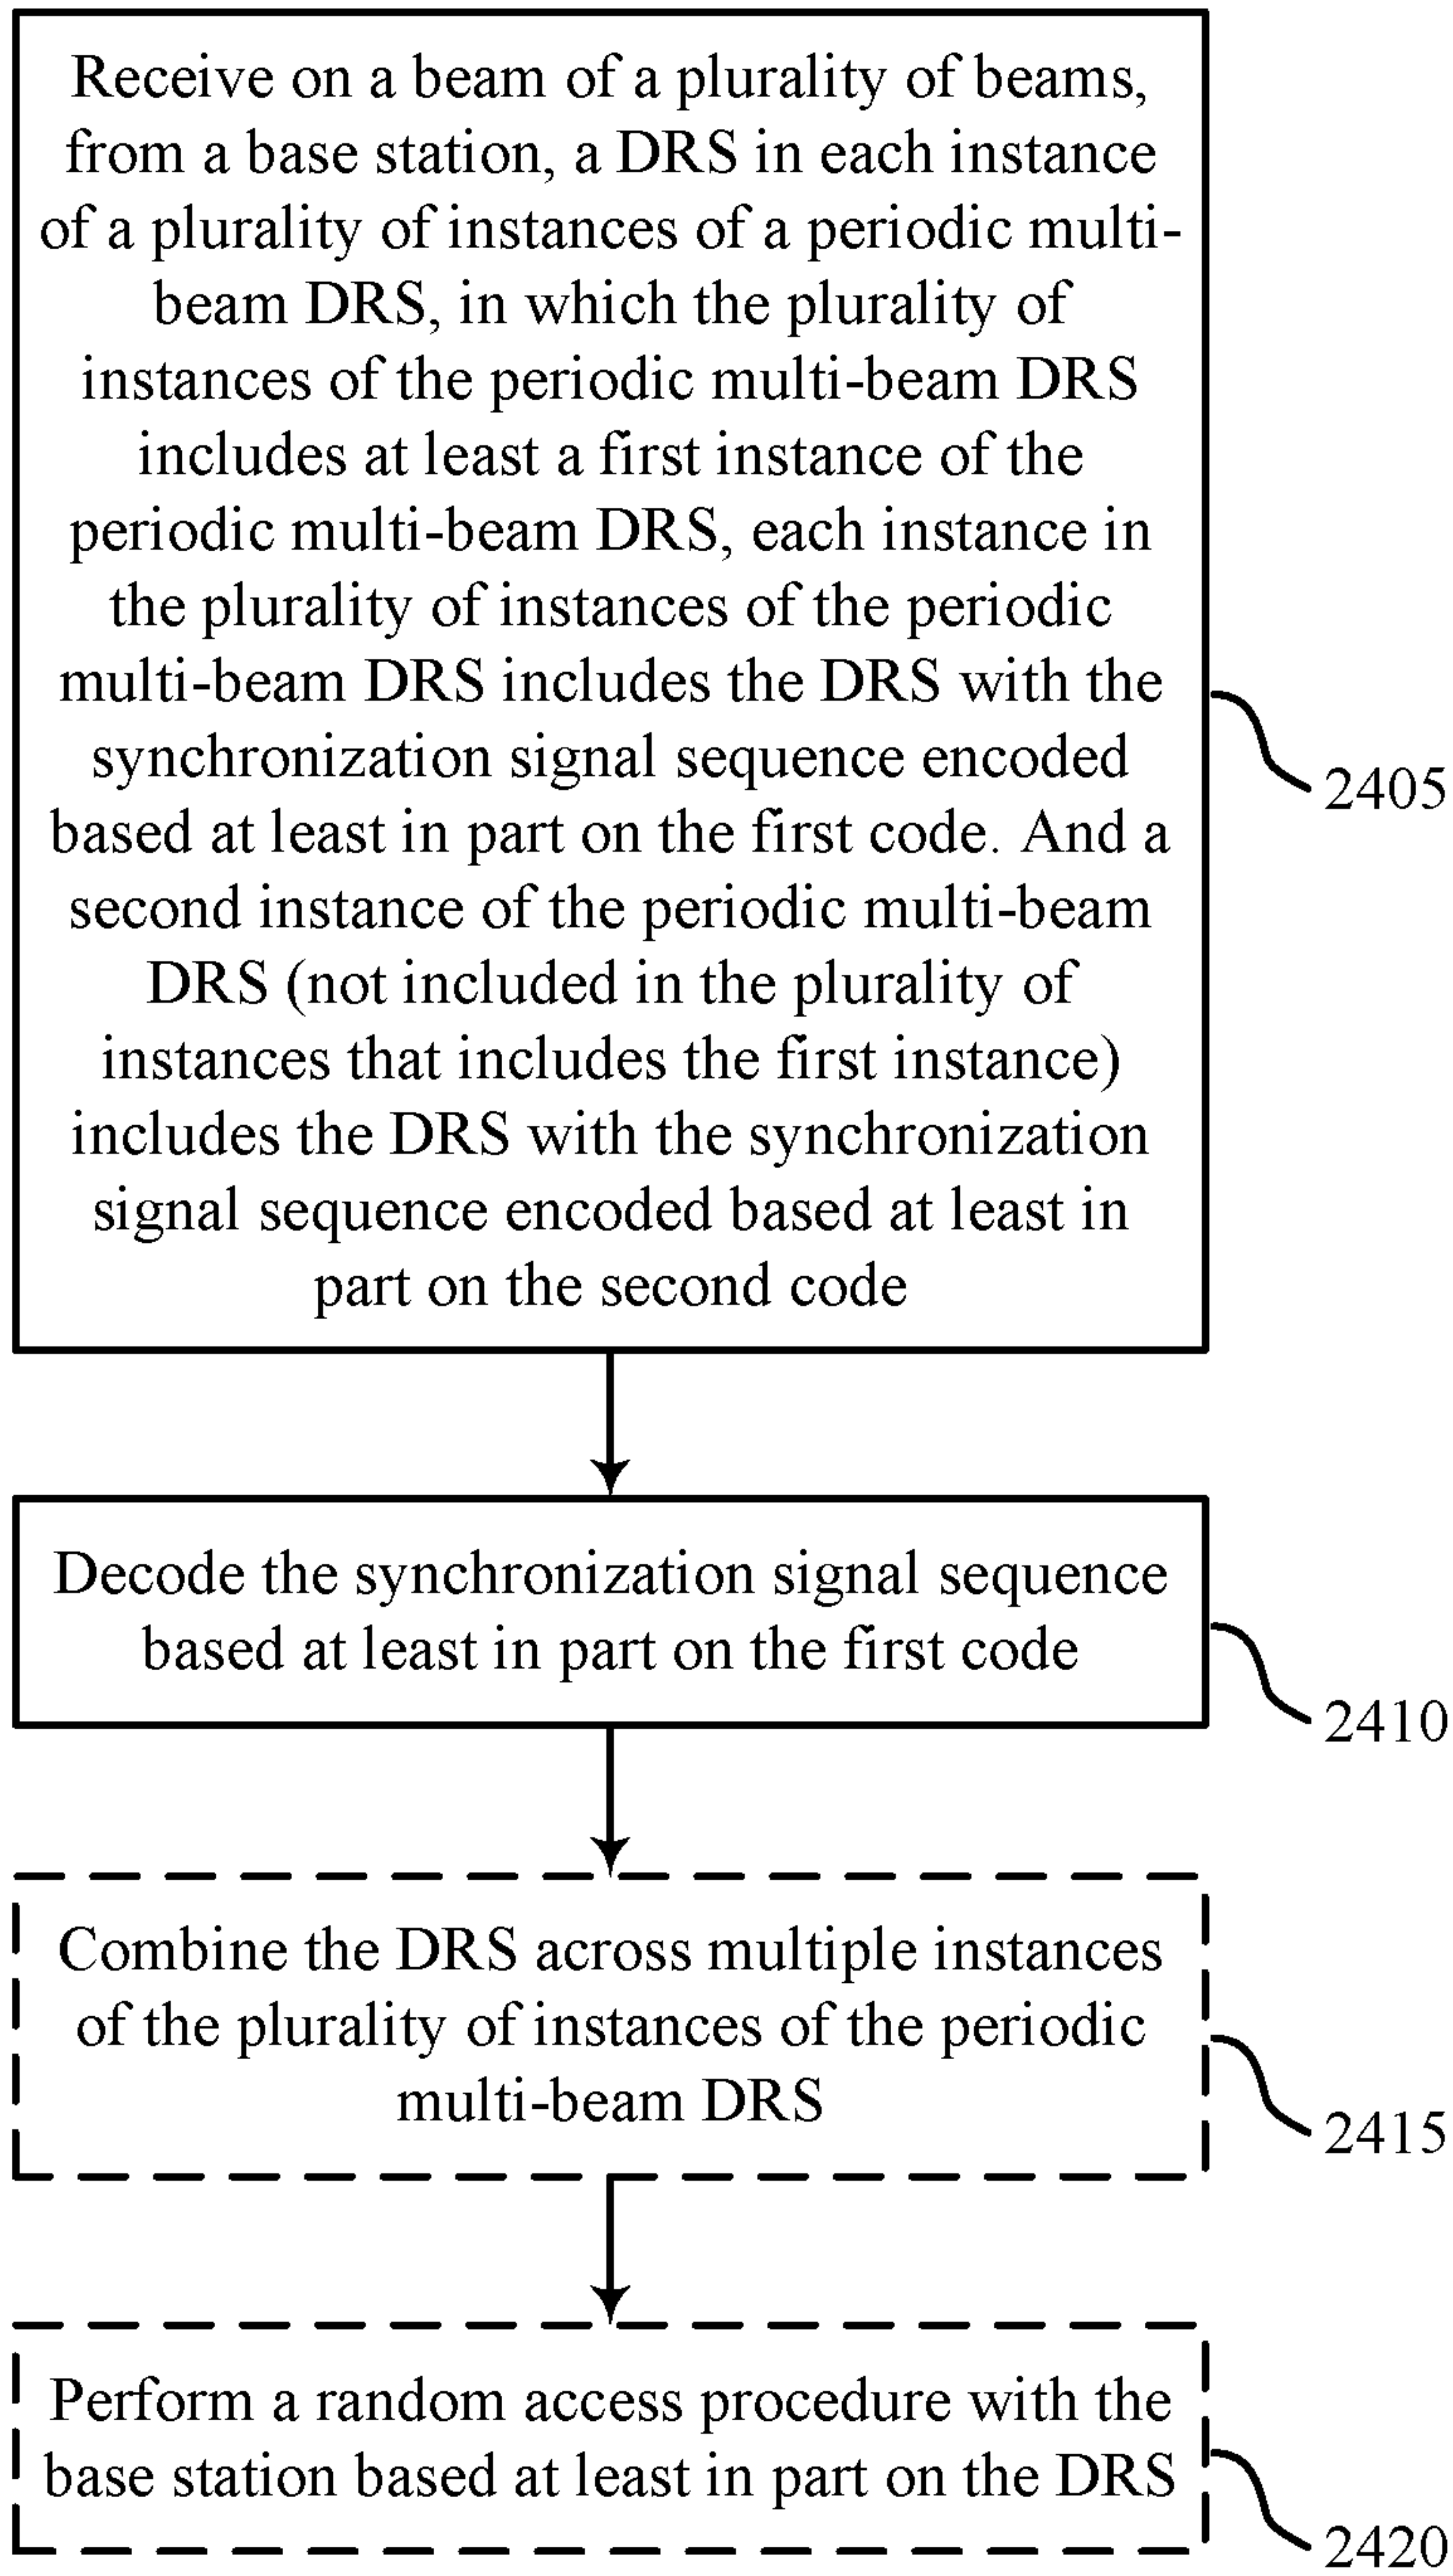 Receive on a beam of a plurality of beams,
from a base station, a DRS in each instance
of a plurality of instances of a periodic multi-
beam DRS, in which the plurality of
instances of the periodic multi-beam DRS
includes at least a first instance of the
periodic multi-beam DRS, each instance in
the plurality of instances of the periodic
multi-beam DRS includes the DRS with the
synchronization signal sequence encoded
based at least in part on the first code. And a
second instance of the periodic multi-beam
DRS (not included in the plurality of
instances that includes the first instance)
includes the DRS with the synchronization
signal sequence encoded based at least in
part on the second code
2405
Decode the synchronization signal sequence
based at least in part on the first code
2410
Combine the DRS across multiple instances
of the plurality of instances of the periodic
multi-beam DRS
2415
Perform a random access procedure with the
base station based at least in part on the DRS
2420